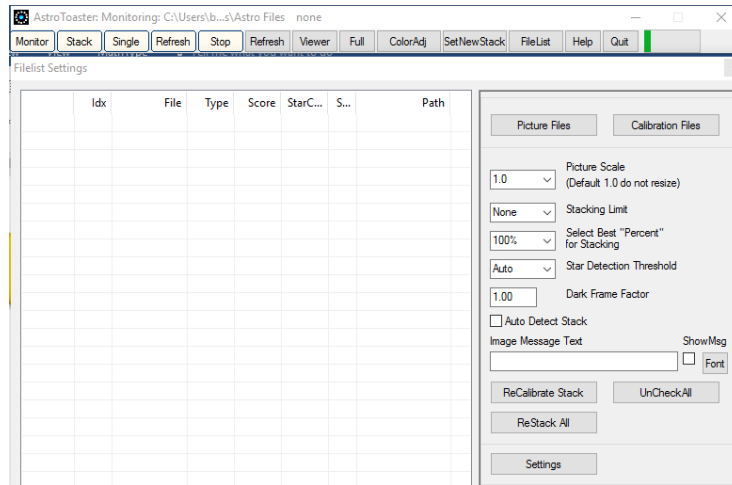 AstroToaster: Monitoring: C:\Users\b...s\Astro Files none
Monitor Stack Single Refresh Stop Refresh Viewer Full ColorAdj SetNewStack FileList Help Quit
Filelist Settings
Idx File Type Score StarC... S... Path
Picture Files Calibration Files
1.0 Picture Scale
(Default 1.0 do not resize)
None Stacking Limit
100% Select Best "Percent"
for Stacking
Auto Star Detection Threshold
1.00 Dark Frame Factor
Auto Detect Stack
Image Message Text ShowMsg
Font
ReCalibrate Stack UnCheckAll
ReStack All
Settings